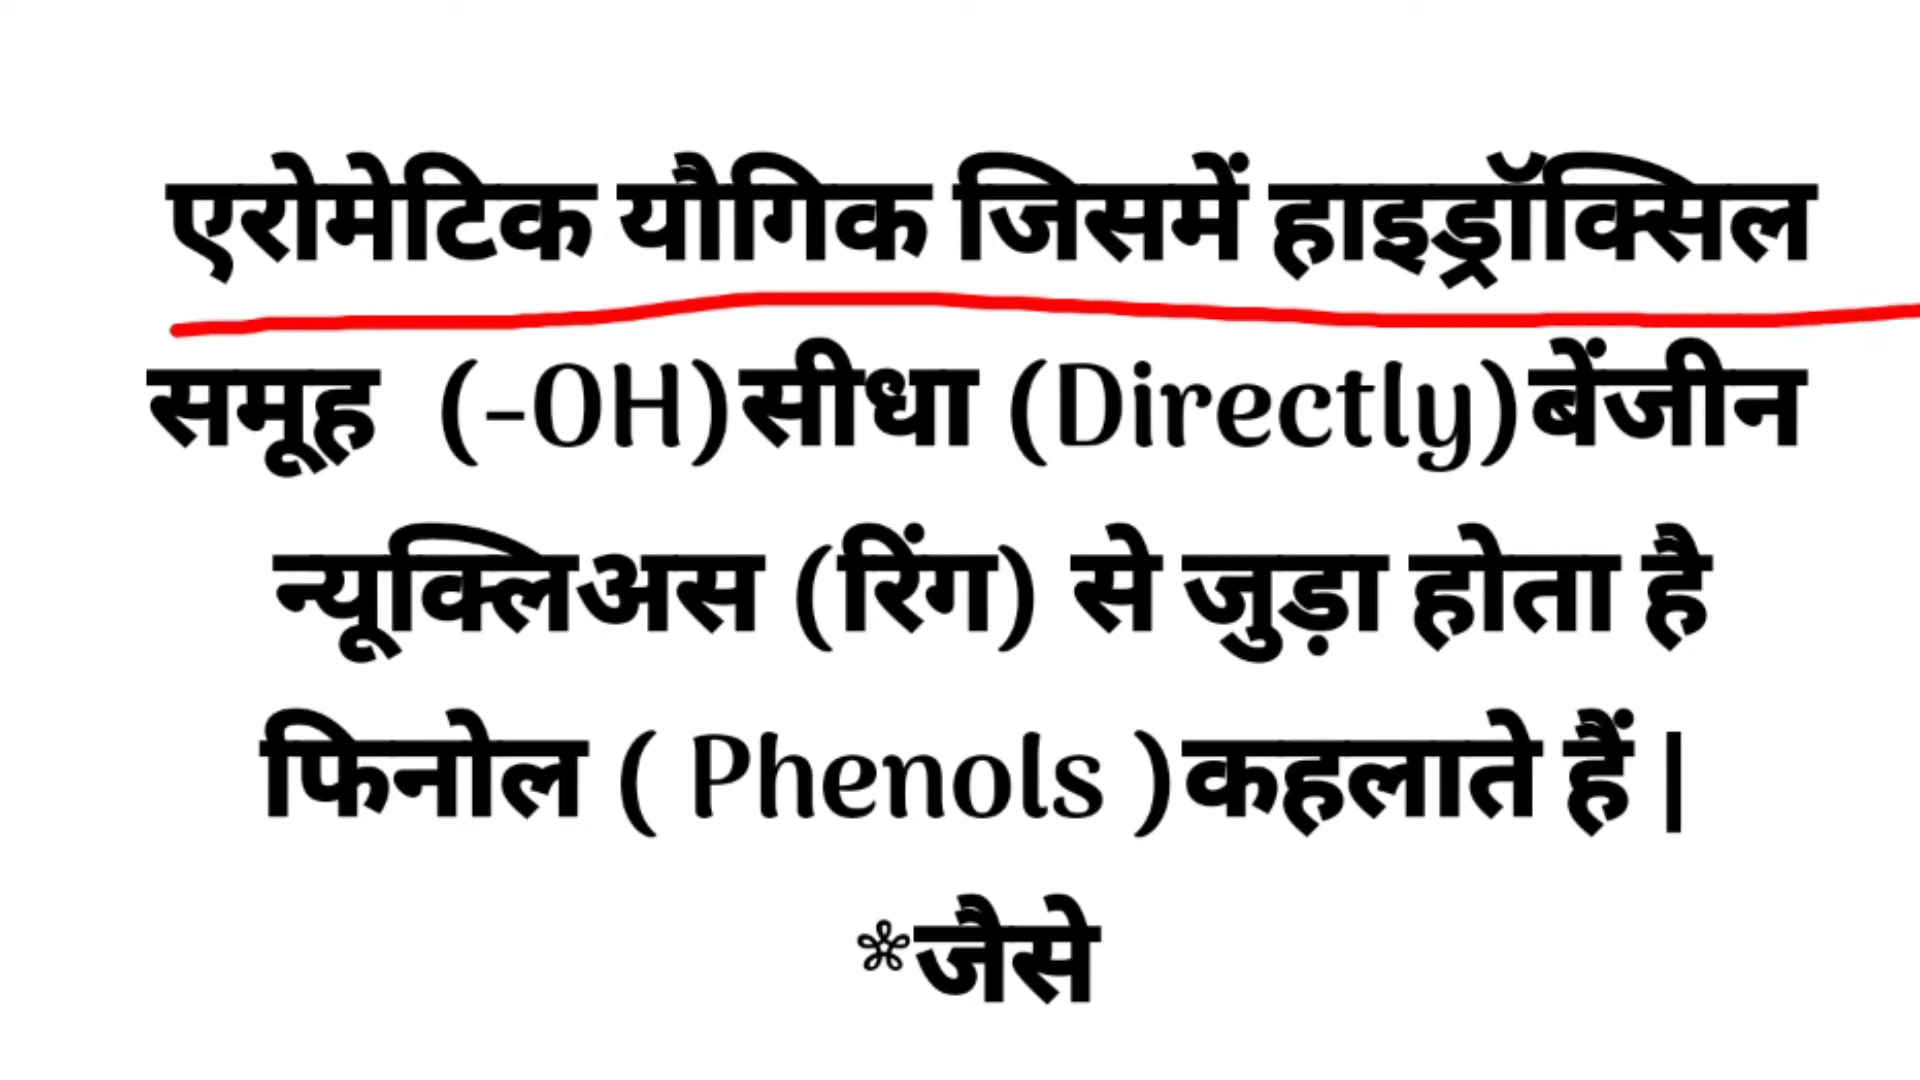 एरोमेटिक यौगिक जिसमें हाइड्रॉक्सिल
समूह (-OH)सीधा (Directly)बेंजीन
न्यूक्लिअस (रिंग) से जुड़ा होता है
फिनोल ( Phenols )कहलाते हैं |
*जैसे